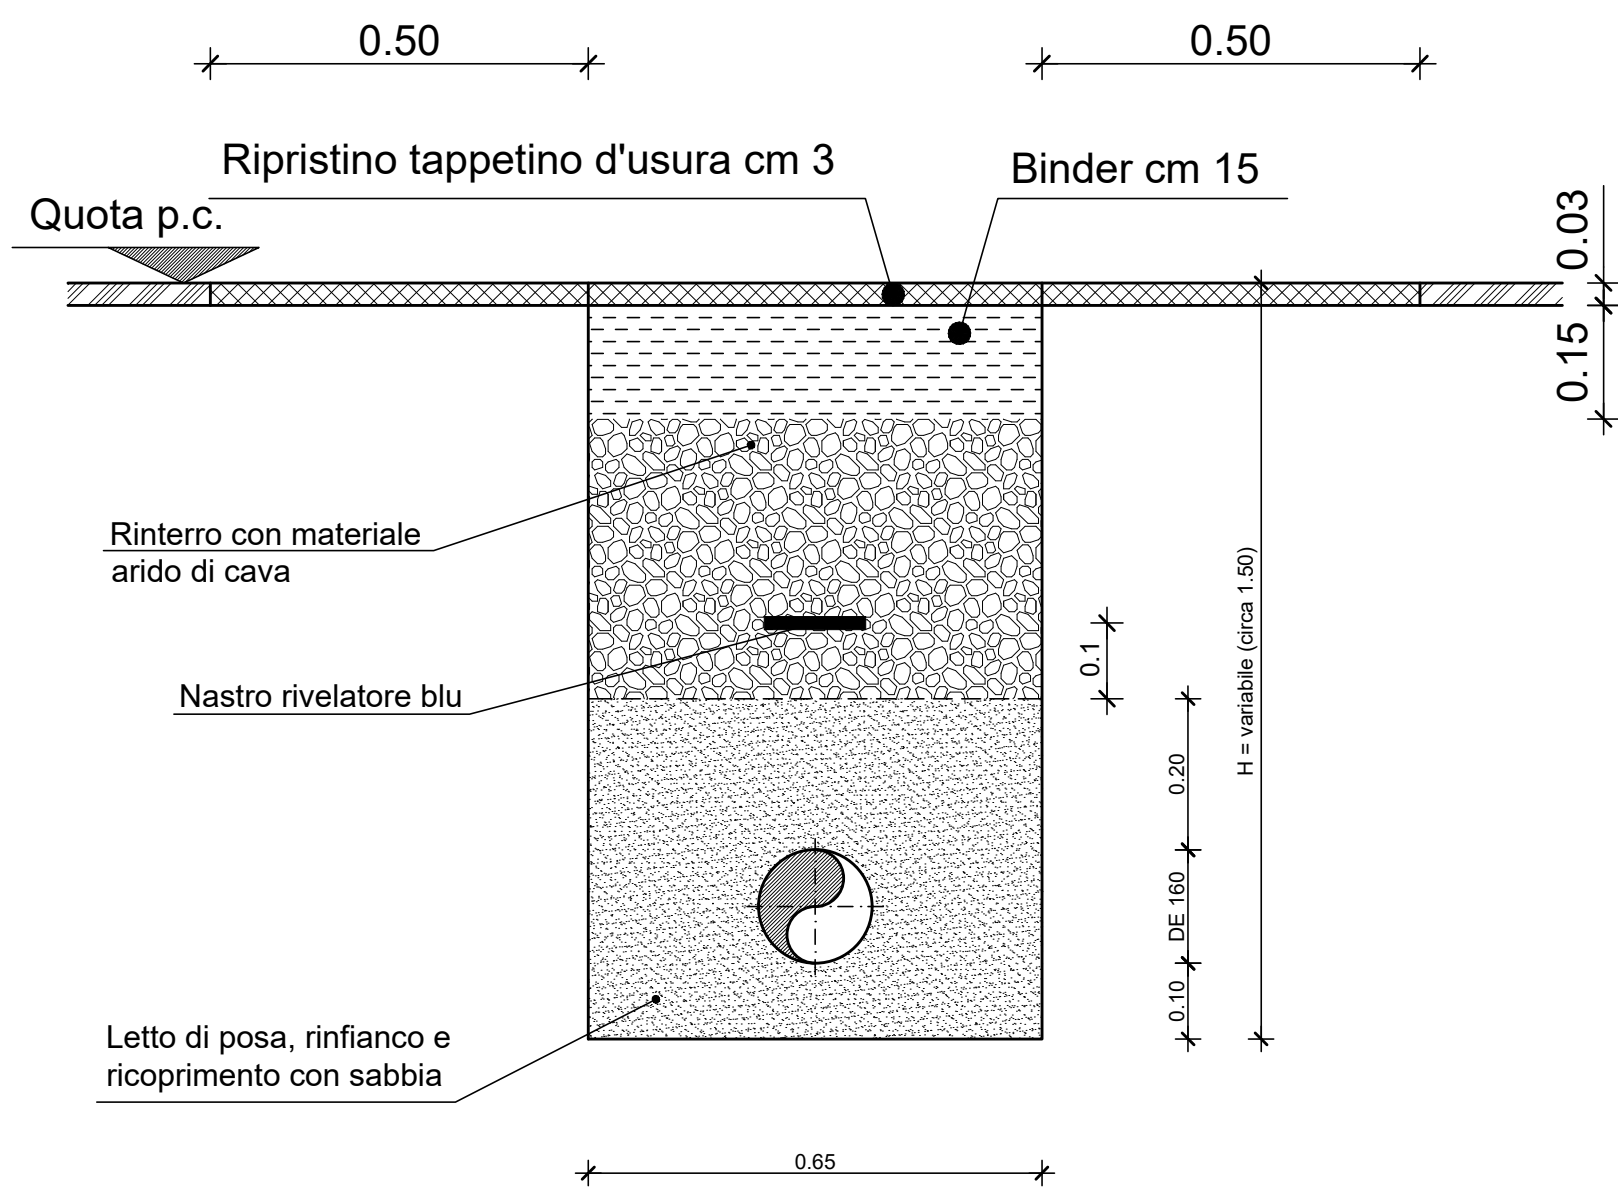 0.50
0.50
Ripristino tappetino d'usura cm 3
Binder cm 15
Quota p.c.
0.03
0.15
Rinterro con materiale
arido di cava
H = variabile (circa 1.50)
0.1
Nastro rivelatore blu
0.20
DE 160
0.10
Letto di posa, rinfianco e
ricoprimento con sabbia
0.65